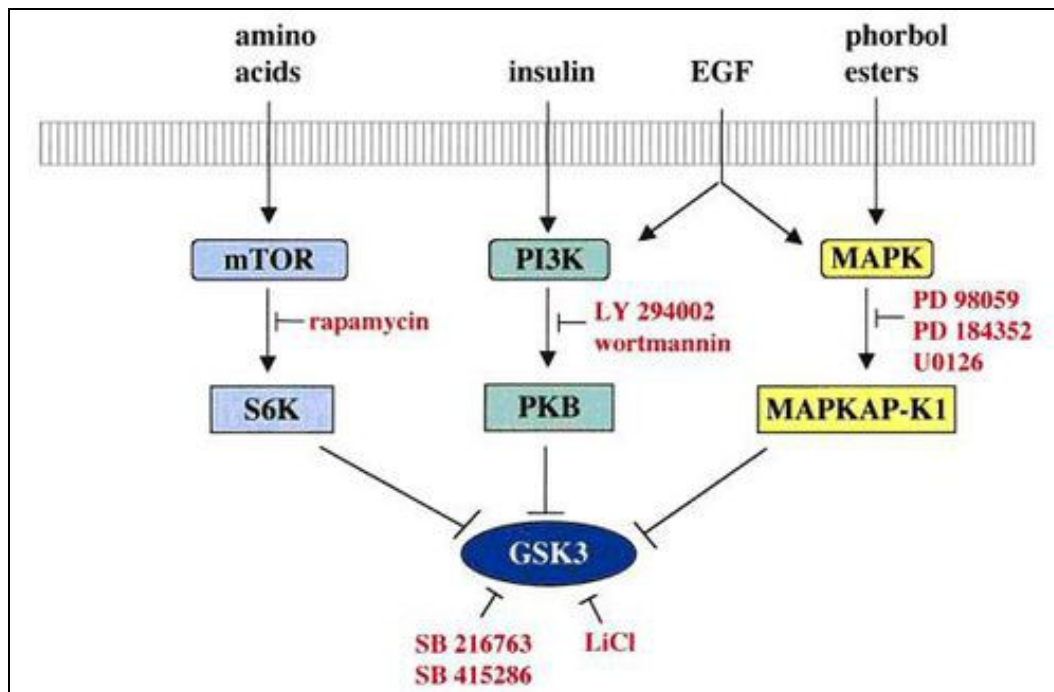 amino
acids
insulin
EGF
phorbol
esters
mTOR
PI3K
MAPK
rapamycin
LY 294002
wortmannin
PD 98059
PD 184352
U0126
S6K
PKB
MAPKAP-K1
GSK3
SB 216763
SB 415286
LiCl